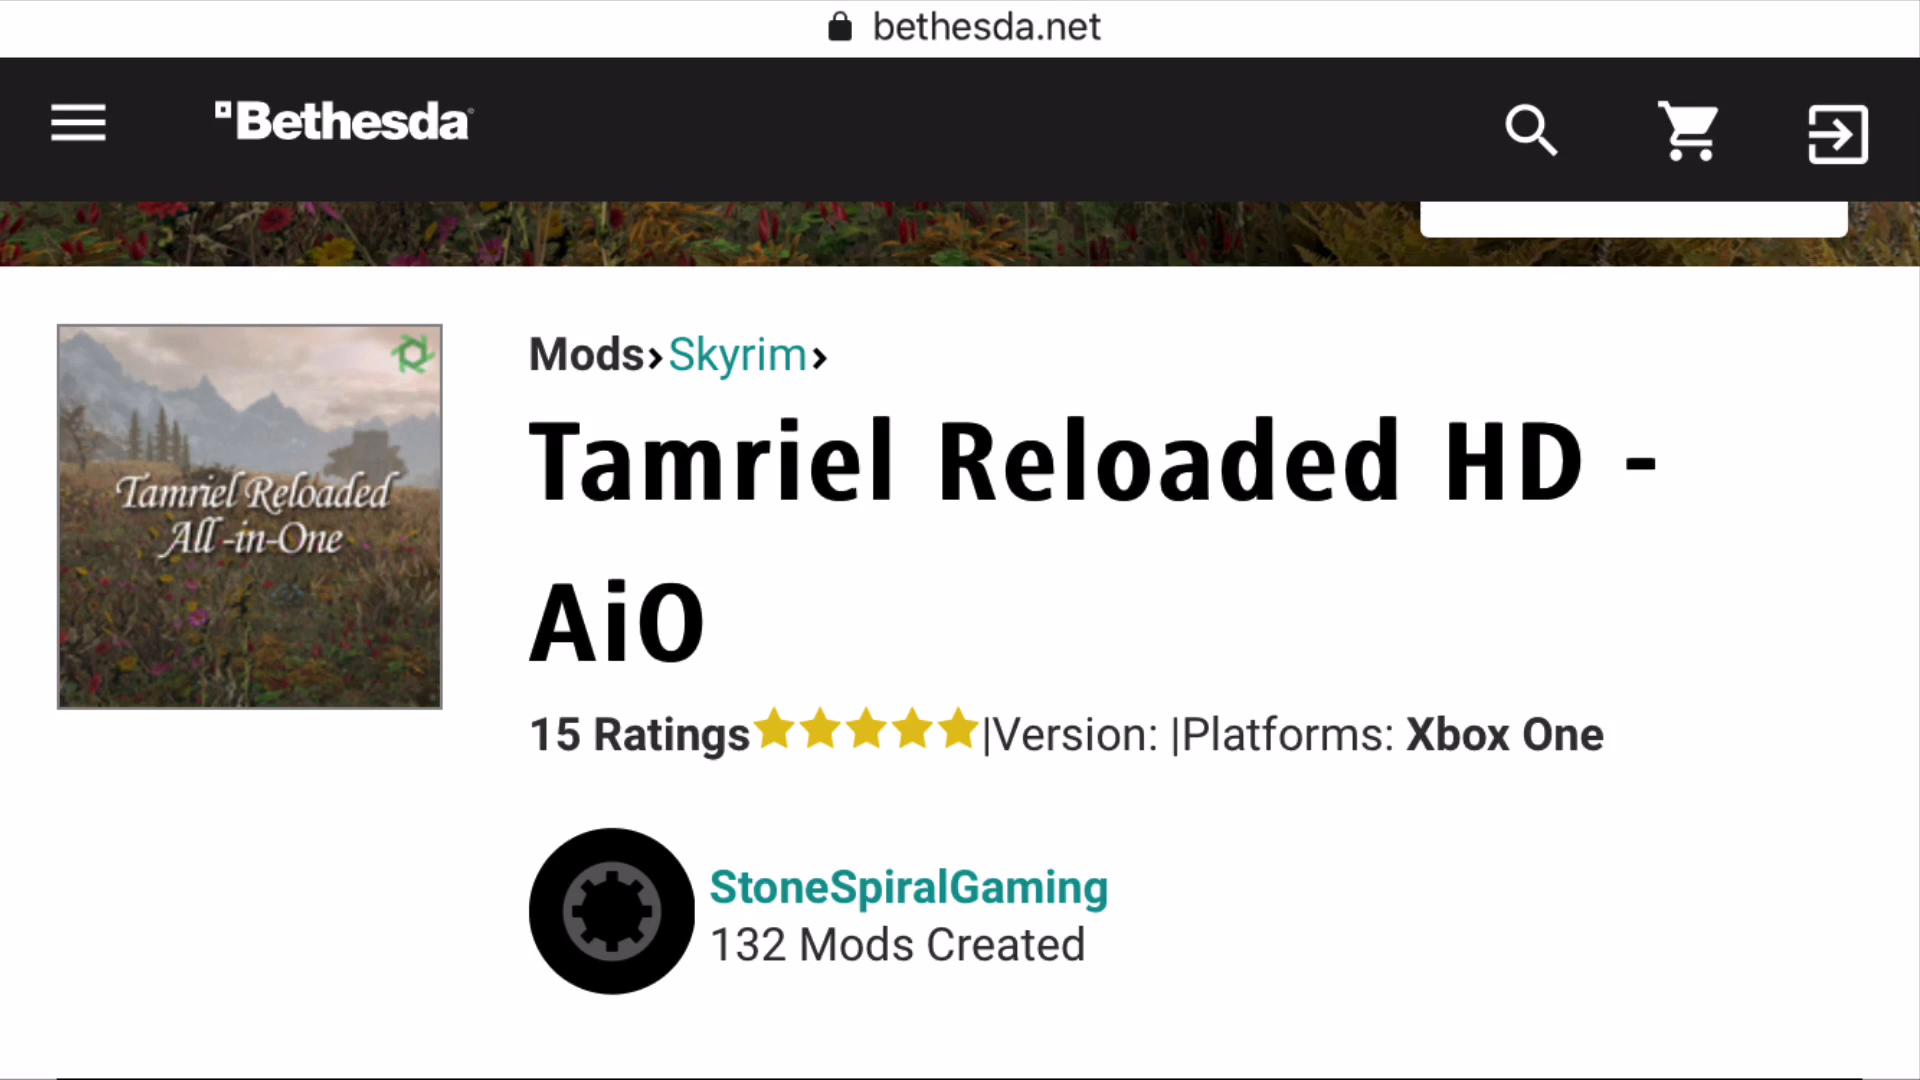 bethesda.net
Bethesda
Mods›Skyrim›
Tamriel Reloaded HD -
AiO
Tamriel Reloaded
All-in-One
15 Ratings|Version: |Platforms: Xbox One
StoneSpiralGaming
132 Mods Created